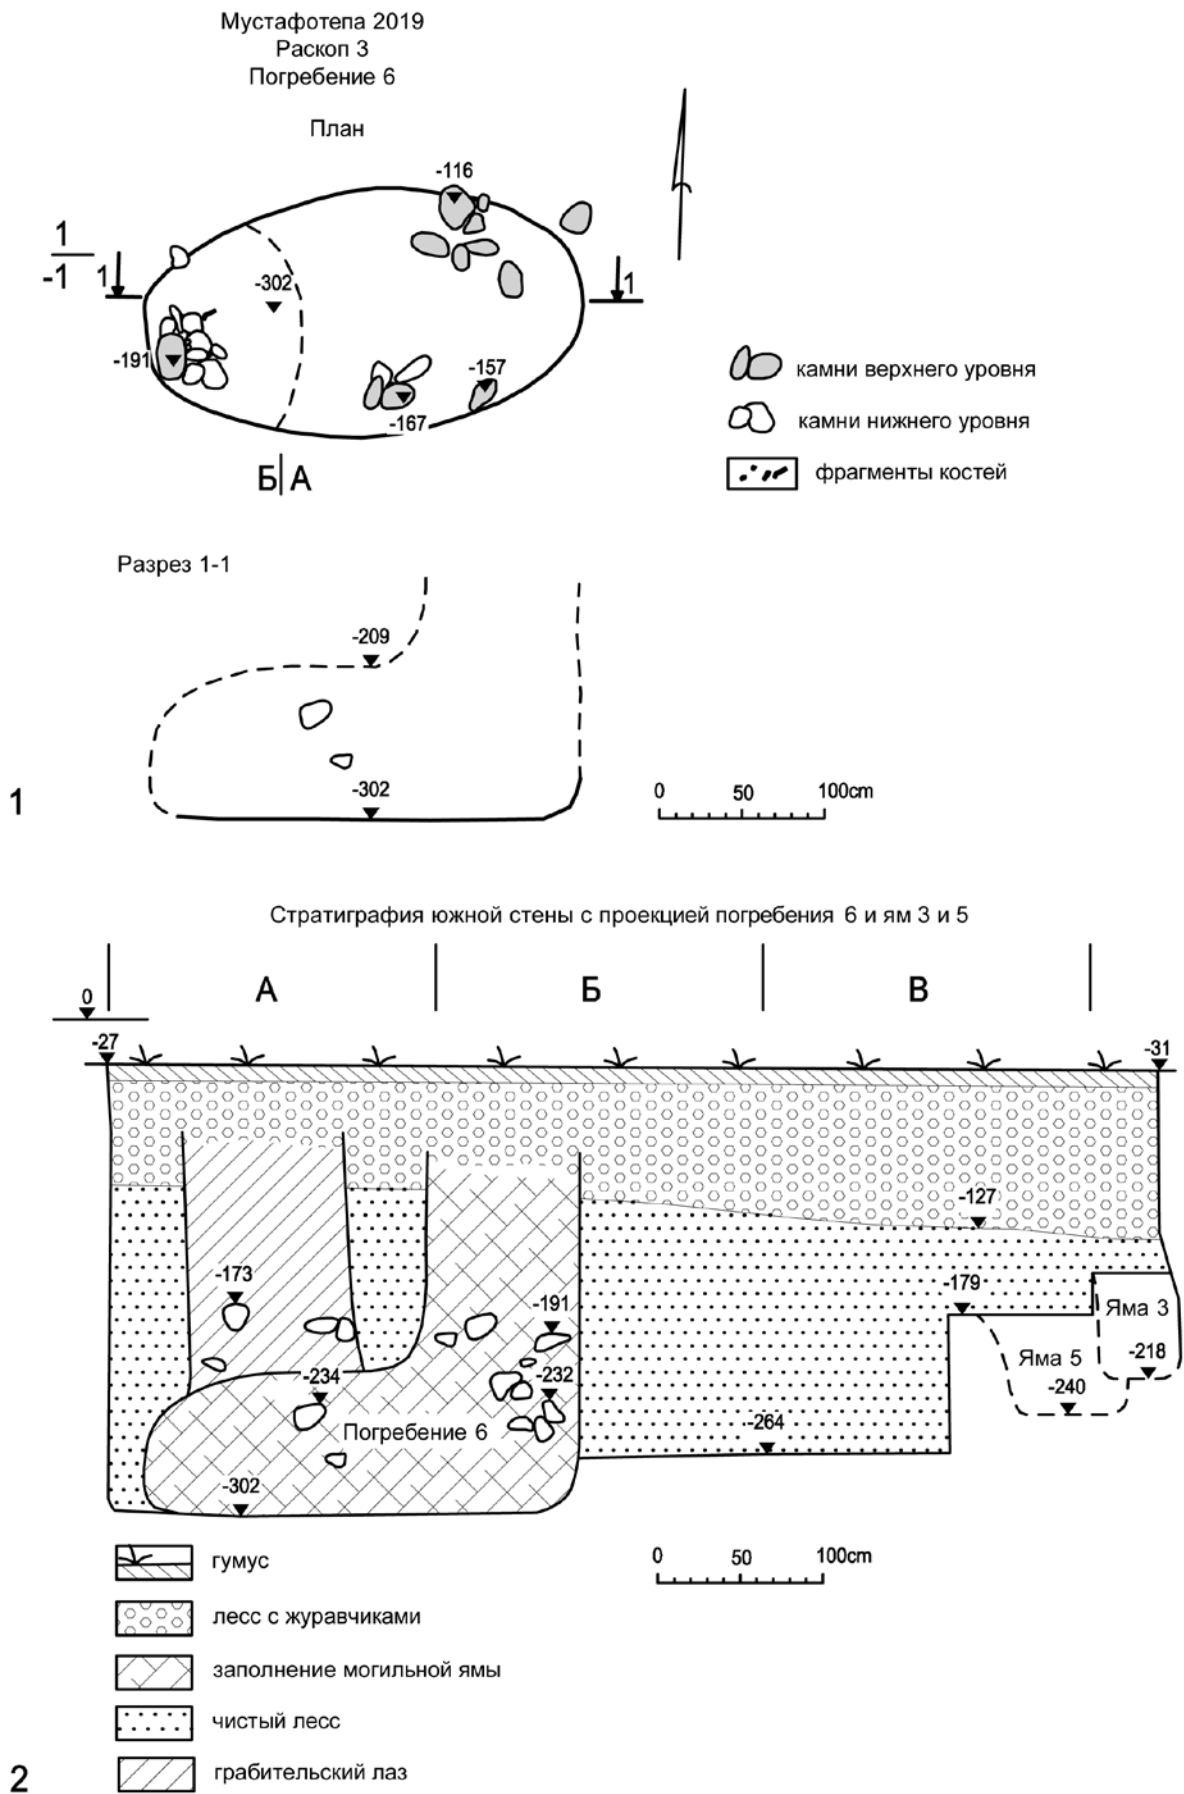 Мустафотепа 2019
Раскоп 3
Погребение 6
План
-116
1
-1
1
1
-302
-191
-157
-167
Б А
камни верхнего уровня
камни нижнего уровня
фрагменты костей
Разрез 1-1
-209
-302
0 50 100cm
1
Стратиграфия южной стены с проекцией погребения 6 и ям 3 и 5
А Б В
0
-27
-31
-127
-173
-179
-191
Яма 3
-218
Яма 5
-232
-234
-240
Погребение 6
-264
-302
0 50 100cm
гумус
лесс с журавчиками
заполнение могильной ямы
чистый лесс
грабительский лаз
2